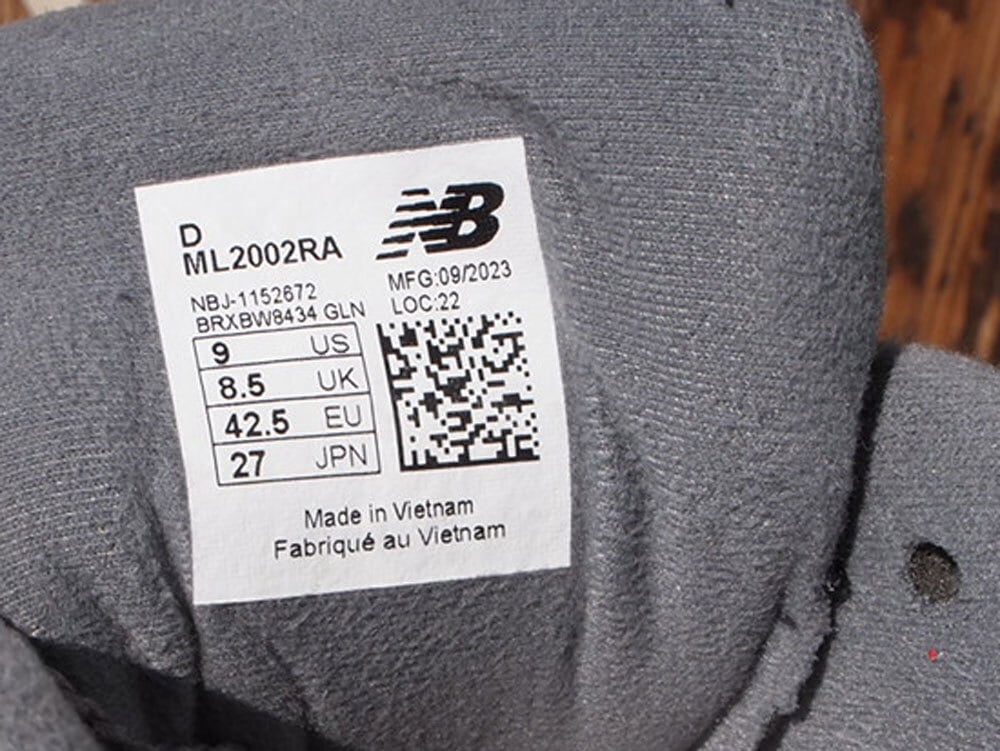 D
ML2002RA
NB
MFG:09/2023
LOC:22
NBJ-1152672
BRXBW8434 GLN
9 US
8.5 UK
42.5 EU
27 JPN
Made in Vietnam
Fabriqué au Vietnam